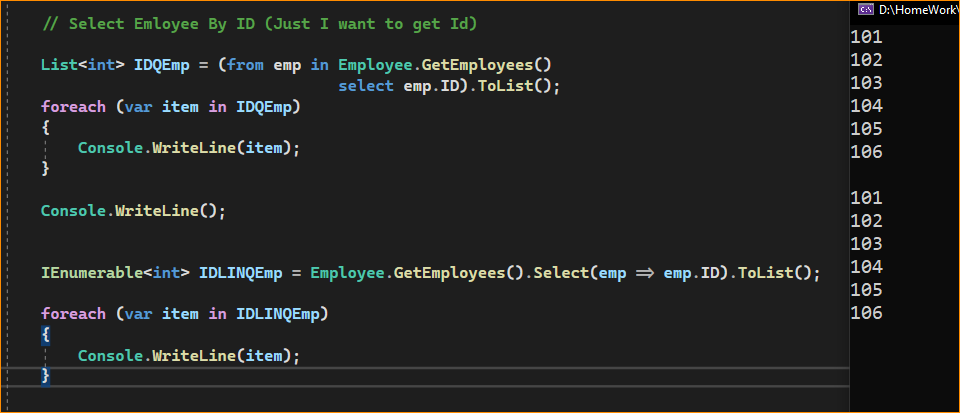 // Select Emloyee By ID (Just I want to get Id)
List<int> IDQEmp = (from emp in Employee.GetEmployees()
select emp.ID).ToList();
foreach (var item in IDQEmp)
{
Console.WriteLine(item);
}
Console.WriteLine();
IEnumerable<int> IDLINQEmp = Employee.GetEmployees().Select(emp => emp.ID).ToList();
foreach (var item in IDLINQEmp)
{
Console.WriteLine(item);
}
D:\HomeWork\
101
102
103
104
105
106
101
102
103
104
105
106